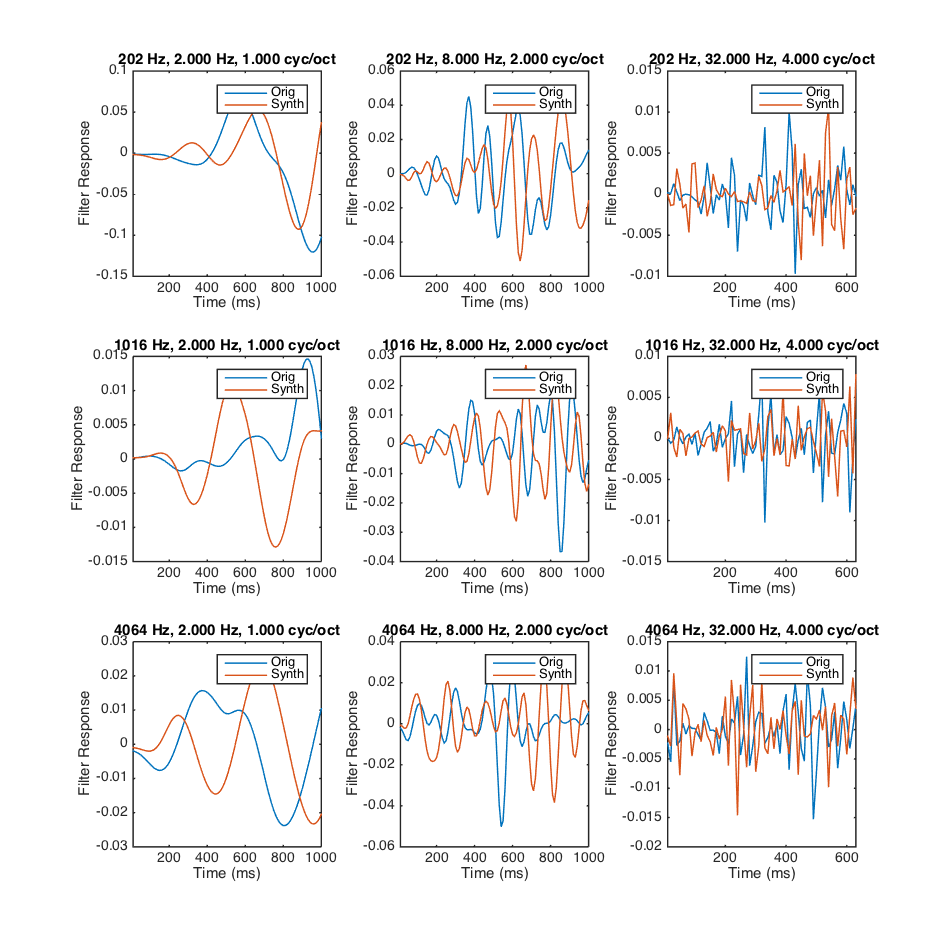 202 Hz, 2.000 Hz, 1.000 cyc/oct
0.1
0.05
0
-0.05
-0.1
-0.15
Filter Response
Orig
Synth
200 400 600 800 1000
Time (ms)
202 Hz, 8.000 Hz, 2.000 cyc/oct
0.06
0.04
0.02
0
-0.02
-0.04
-0.06
Filter Response
Orig
Synth
200 400 600 800 1000
Time (ms)
202 Hz, 32.000 Hz, 4.000 cyc/oct
0.015
0.01
0.005
0
-0.005
-0.01
Filter Response
Orig
Synth
200 400 600
Time (ms)
1016 Hz, 2.000 Hz, 1.000 cyc/oct
0.015
0.01
0.005
0
-0.005
-0.01
-0.015
Filter Response
Orig
Synth
200 400 600 800 1000
Time (ms)
1016 Hz, 8.000 Hz, 2.000 cyc/oct
0.03
0.02
0.01
0
-0.01
-0.02
-0.03
-0.04
Filter Response
Orig
Synth
200 400 600 800 1000
Time (ms)
1016 Hz, 32.000 Hz, 4.000 cyc/oct
0.01
0.005
0
-0.005
-0.01
-0.015
Filter Response
Orig
Synth
200 400 600
Time (ms)
4064 Hz, 2.000 Hz, 1.000 cyc/oct
0.03
0.02
0.01
0
-0.01
-0.02
-0.03
Filter Response
Orig
Synth
200 400 600 800 1000
Time (ms)
4064 Hz, 8.000 Hz, 2.000 cyc/oct
0.04
0.02
0
-0.02
-0.04
-0.06
Filter Response
Orig
Synth
200 400 600 800 1000
Time (ms)
4064 Hz, 32.000 Hz, 4.000 cyc/oct
0.015
0.01
0.005
0
-0.005
-0.01
-0.015
-0.02
Filter Response
Orig
Synth
200 400 600
Time (ms)